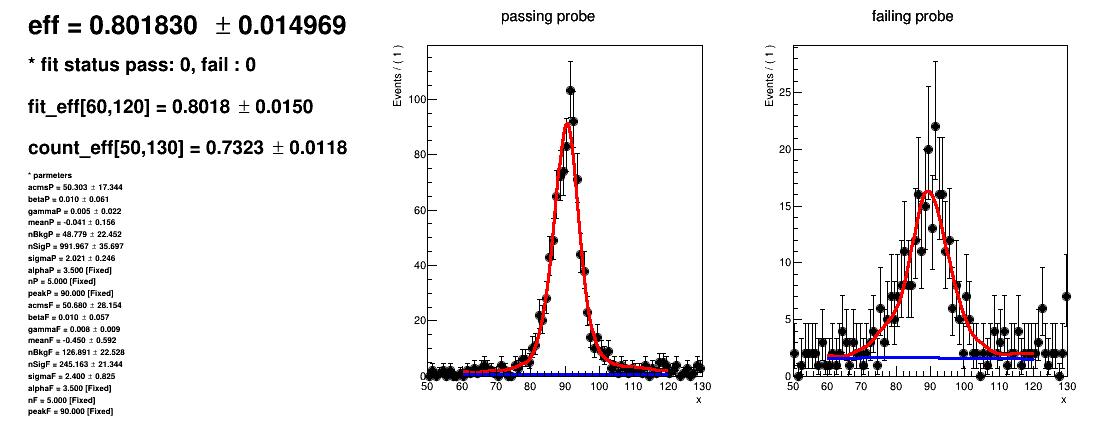 eff = 0.801830 ± 0.014969
* fit status pass: 0, fail : 0
fit_eff[60,120] = 0.8018 ± 0.0150
count_eff[50,130] = 0.7323 ± 0.0118
* parmeters
acmsP = 50.303 ± 17.344
betaP = 0.010 ± 0.061
gammaP = 0.005 ± 0.022
meanP = -0.041 ± 0.156
nBkgP = 48.779 ± 22.452
nSigP = 991.967 ± 35.697
sigmaP = 2.021 ± 0.246
alphaP = 3.500 [Fixed]
nP = 5.000 [Fixed]
peakP = 90.000 [Fixed]
acmsF = 50.680 ± 28.154
betaF = 0.010 ± 0.057
gammaF = 0.008 ± 0.009
meanF = -0.450 ± 0.592
nBkgF = 126.891 ± 22.528
nSigF = 245.163 ± 21.344
sigmaF = 2.400 ± 0.825
alphaF = 3.500 [Fixed]
nF = 5.000 [Fixed]
peakF = 90.000 [Fixed]
passing probe
Events / ( 1 )
100
80
60
40
20
0
50 60 70 80 90 100 110 120 130
x
failing probe
Events / ( 1 )
25
20
15
10
5
0
50 60 70 80 90 100 110 120 130
x